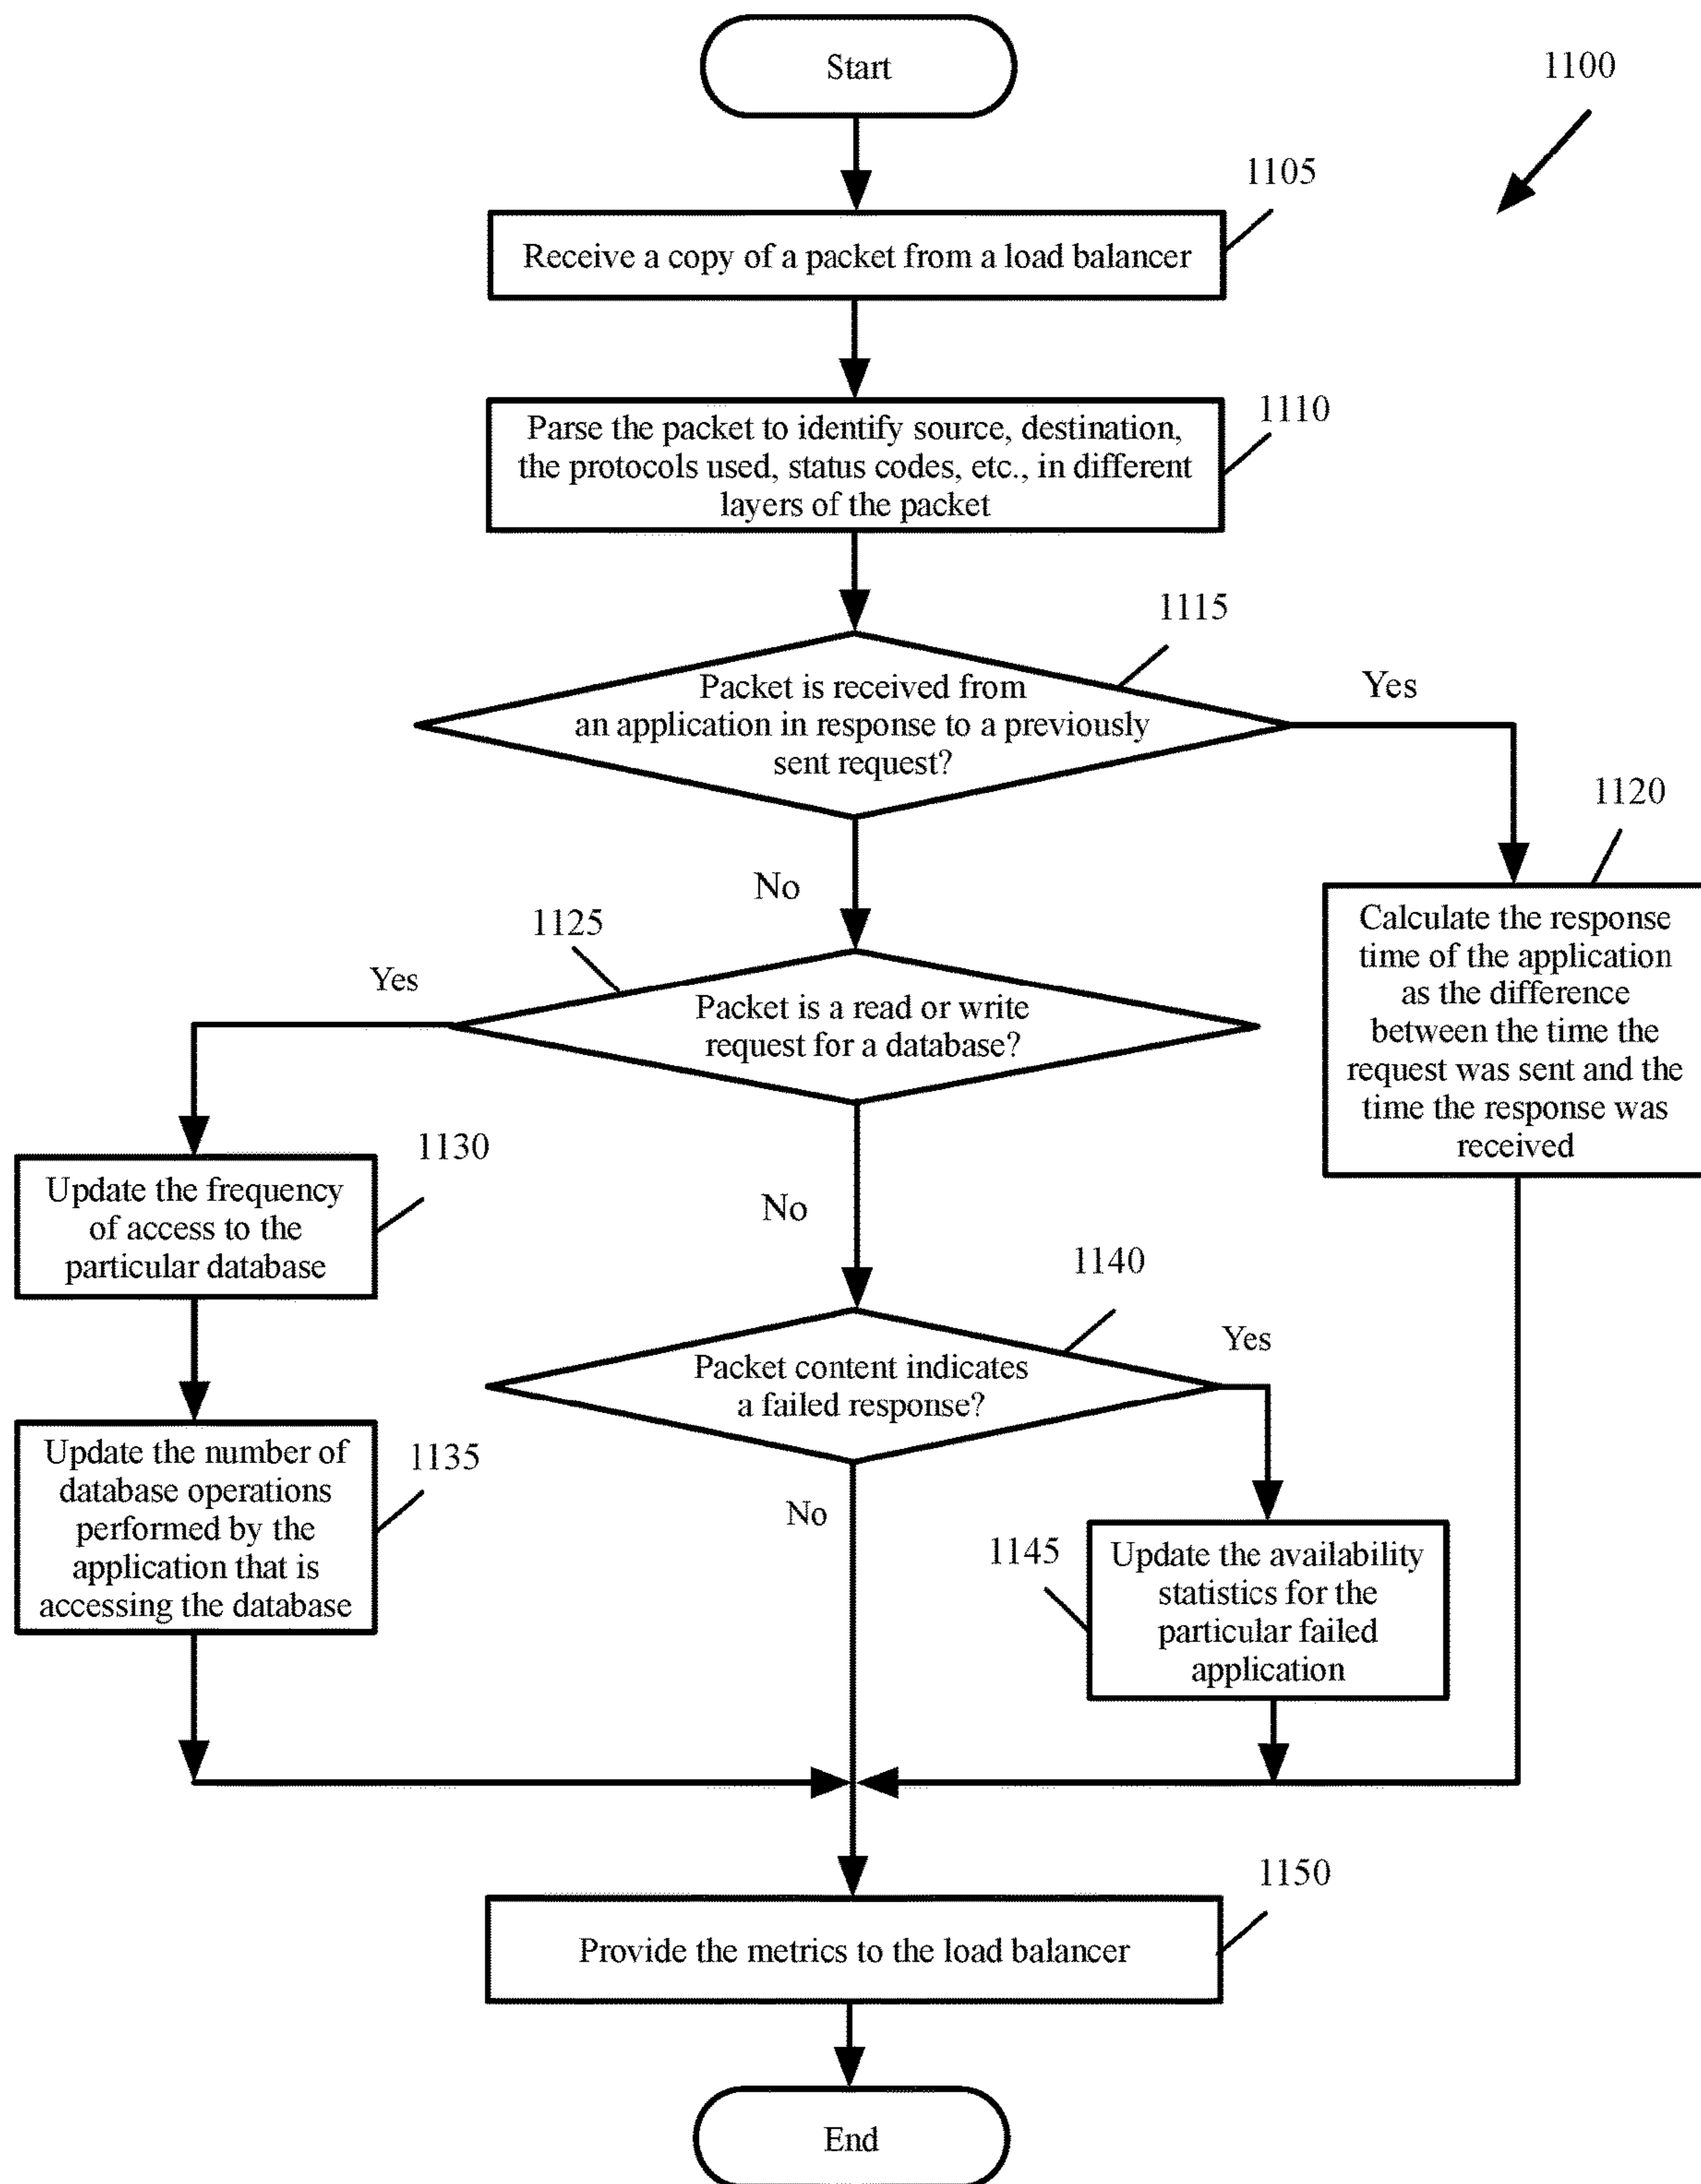 Start
1100
1105
Receive a copy of a packet from a load balancer
1110
Parse the packet to identify source, destination,
the protocols used, status codes, etc., in different
layers of the packet
1115
Packet is received from
an application in response to a previously
sent request?
Yes
No
1120
Calculate the response
time of the application
as the difference
between the time the
request was sent and the
time the response was
received
1125
Packet is a read or write
request for a database?
Yes
No
1130
Update the frequency
of access to the
particular database
1135
Update the number of
database operations
performed by the
application that is
accessing the database
1140
Packet content indicates
a failed response?
Yes
No
1145
Update the availability
statistics for the
particular failed
application
1150
Provide the metrics to the load balancer
End